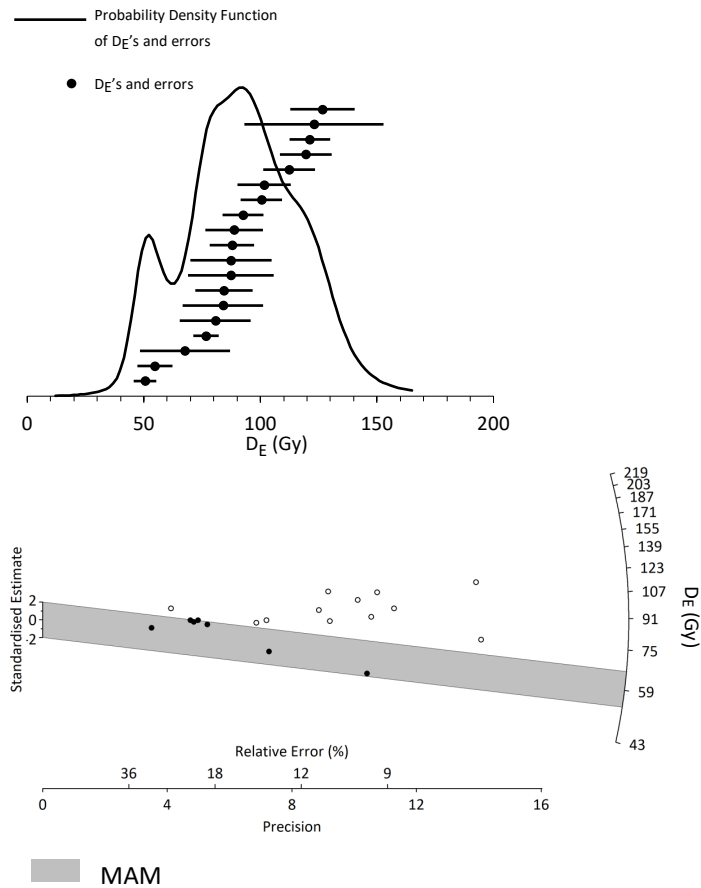 Probability Density Function
of DE's and errors
DE's and errors
0 50 100 150 200
DE (Gy)
219
203
187
171
155
139
123
107
91
75
59
43
DE (Gy)
Standardised Estimate
2
0
-2
Relative Error (%)
36 18 12 9
0 4 8 12 16
Precision
MAM